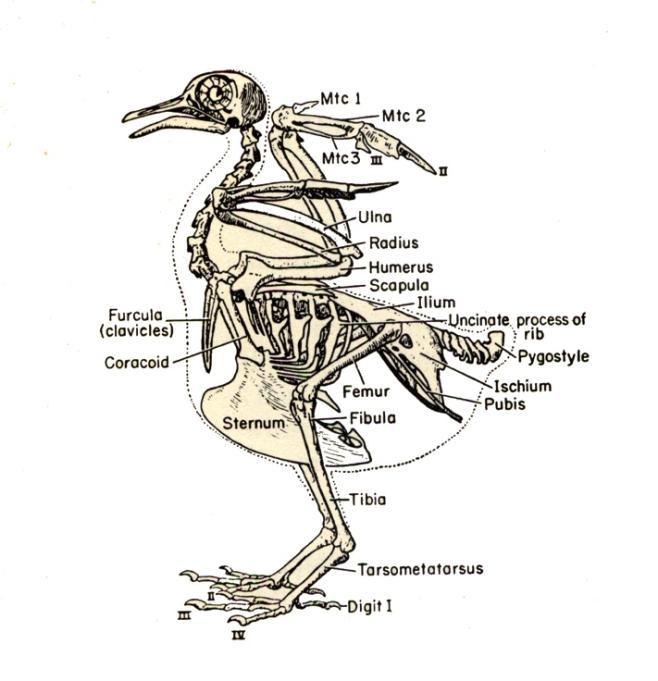 Mtc 1
Mtc 2
Mtc3
III
II
Ulna
Radius
Humerus
Scapula
Ilium
Furcula
(clavicles)
Uncinate process of
rib
Coracoid
Pygostyle
Ischium
Femur
Pubis
Sternum
Fibula
Tibia
Tarsometatarsus
II
III
Digit I
IV